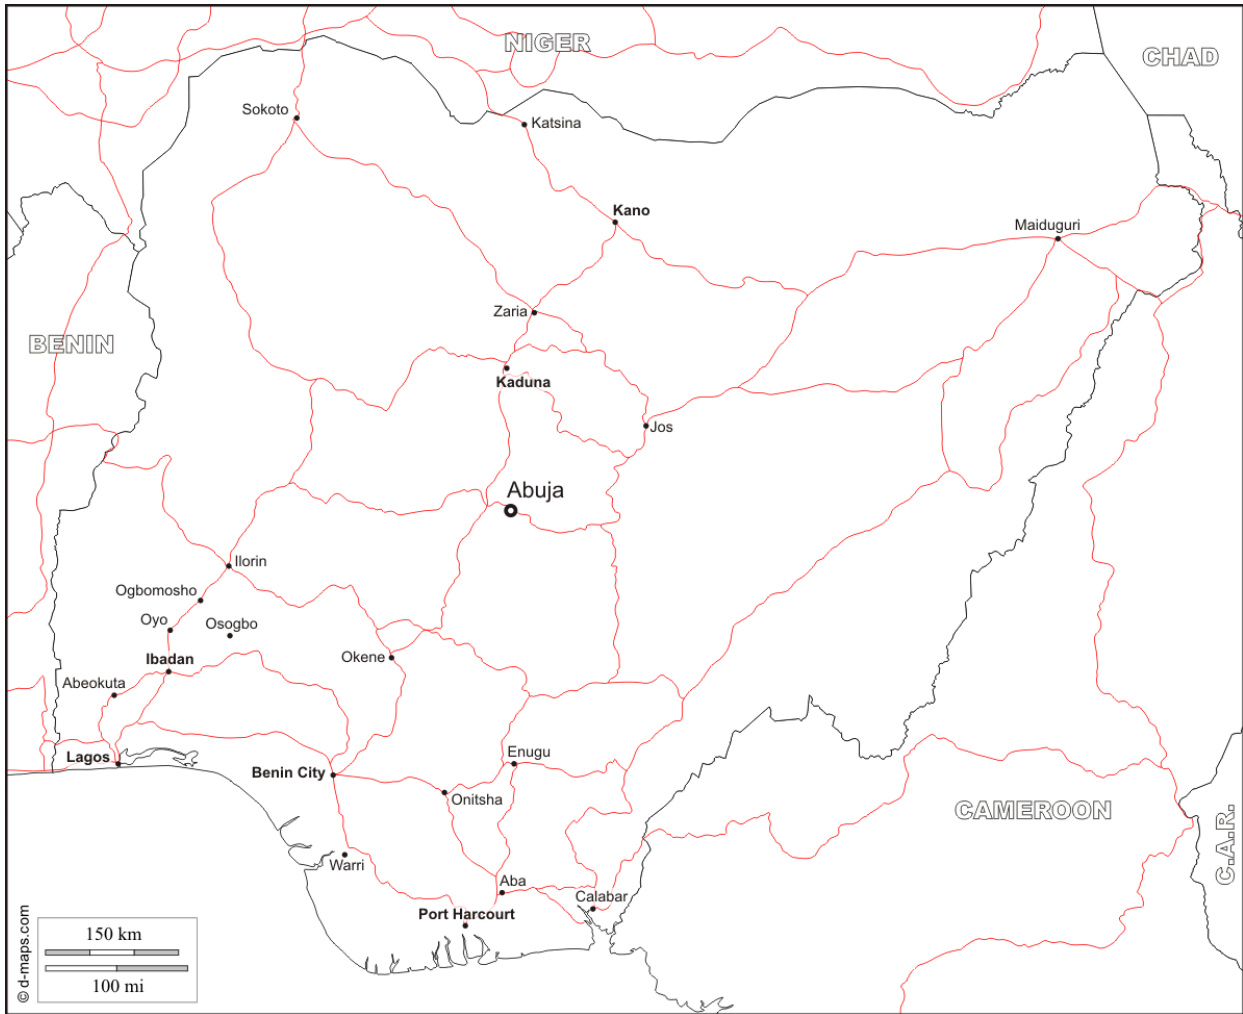 NIGER
CHAD
Sokoto
Katsina
Kano
Maiduguri
Zaria
BENIN
Kaduna
Jos
Abuja
Ilorin
Ogbomosho
Oyo
Osogbo
Ibadan
Okene
Abeokuta
Lagos
Enugu
Benin City
Onitsha
CAMEROON
C.A.R.
Warri
Aba
Calabar
Port Harcourt
150 km
100 mi
© d-maps.com